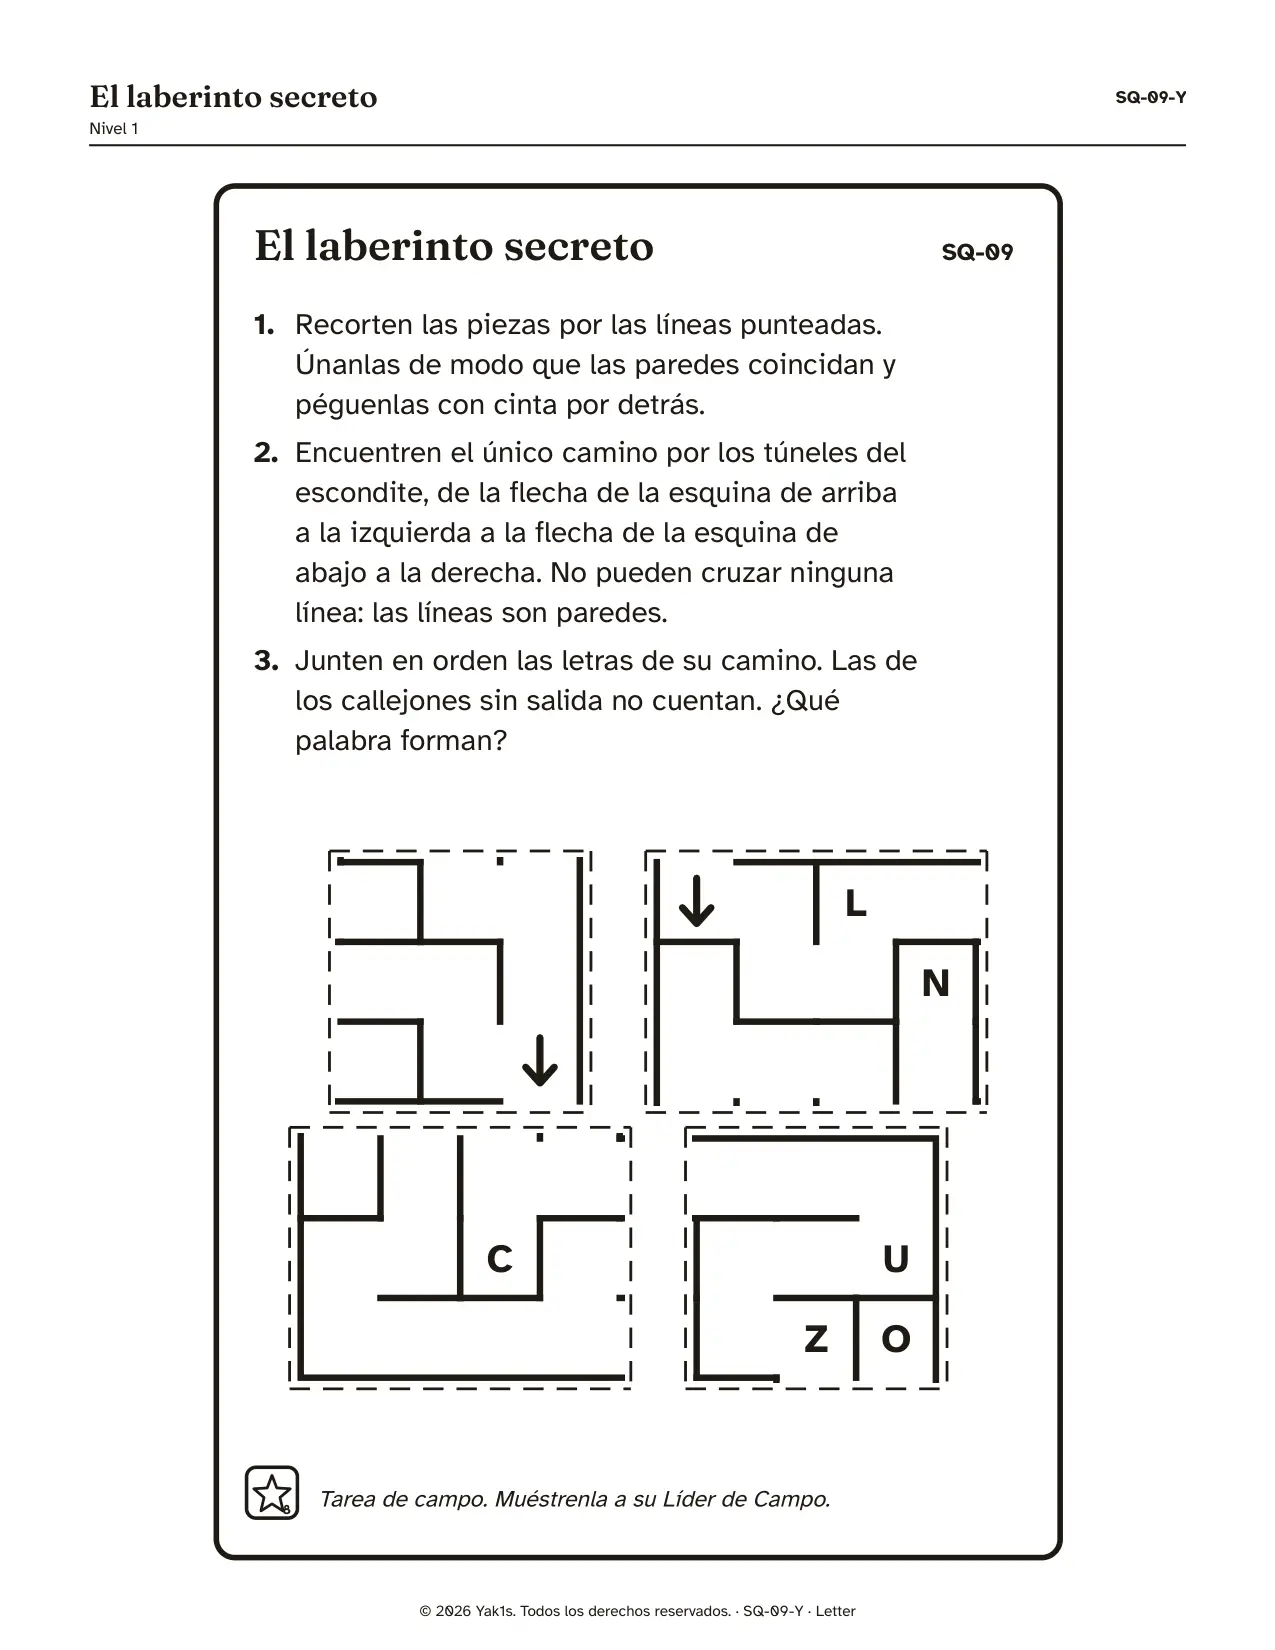 El laberinto secreto
SQ-09-Y
Nivel 1
El laberinto secreto
SQ-09
1. Recorten las piezas por las líneas punteadas.
Únanlas de modo que las paredes coincidan y
péguenlas con cinta por detrás.
2. Encuentren el único camino por los túneles del
escondite, de la flecha de la esquina de arriba
a la izquierda a la flecha de la esquina de
abajo a la derecha. No pueden cruzar ninguna
línea: las líneas son paredes.
3. Junten en orden las letras de su camino. Las de
los callejones sin salida no cuentan. ¿Qué
palabra forman?
L
N
C
U
Z O
8
Tarea de campo. Muéstrenla a su Líder de Campo.
© 2026 Yak1s. Todos los derechos reservados. · SQ-09-Y · Letter